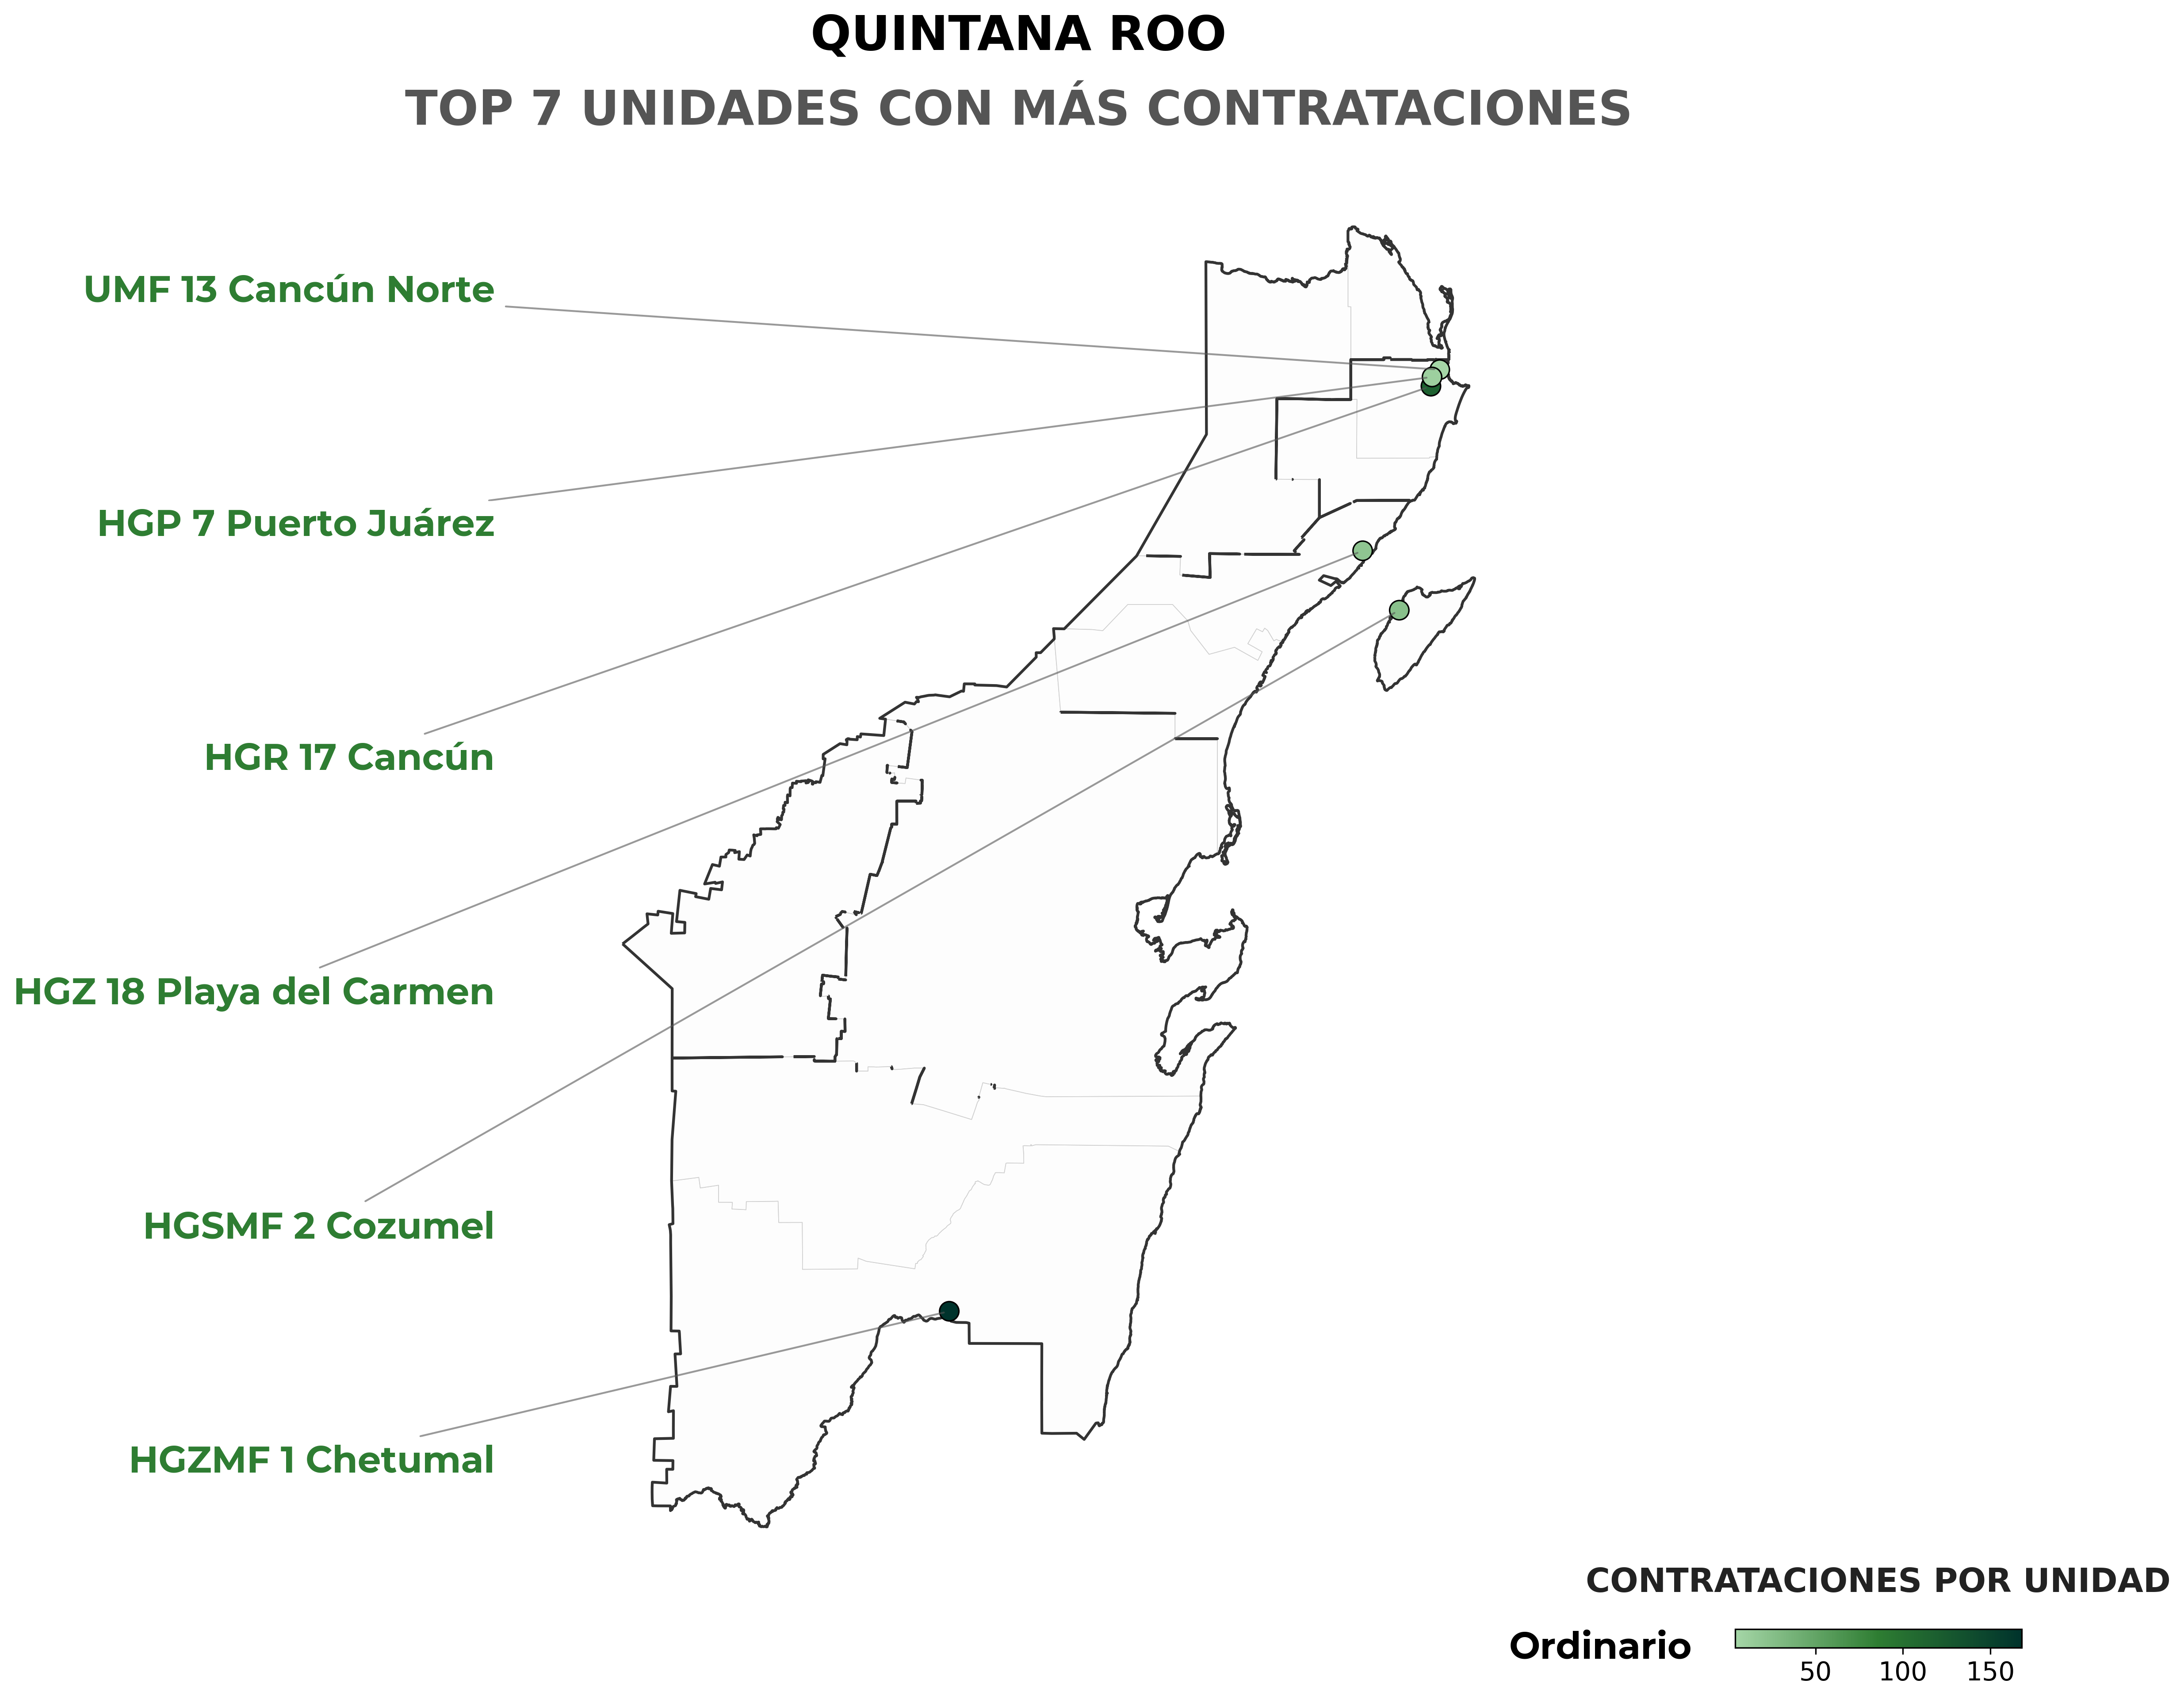 QUINTANA ROO
TOP 7 UNIDADES CON MÁS CONTRATACIONES
UMF 13 Cancún Norte
HGP 7 Puerto Juárez
HGR 17 Cancún
HGZ 18 Playa del Carmen
HGSMF 2 Cozumel
HGZMF 1 Chetumal
CONTRATACIONES POR UNIDAD
Ordinario
50 100 150